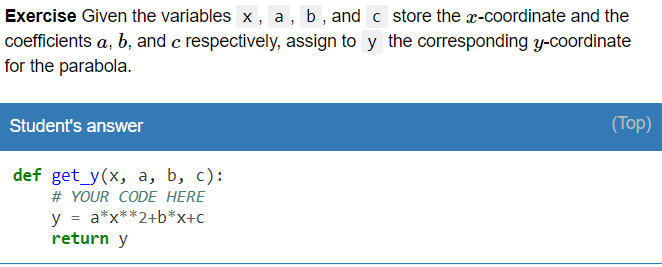 Exercise Given the variables x , a , b , and c store the x-coordinate and the
coefficients a, b, and c respectively, assign to y the corresponding y-coordinate
for the parabola.
Student's answer (Top)
def get_y(x, a, b, c):
    # YOUR CODE HERE
    y = a*x**2+b*x+c
    return y